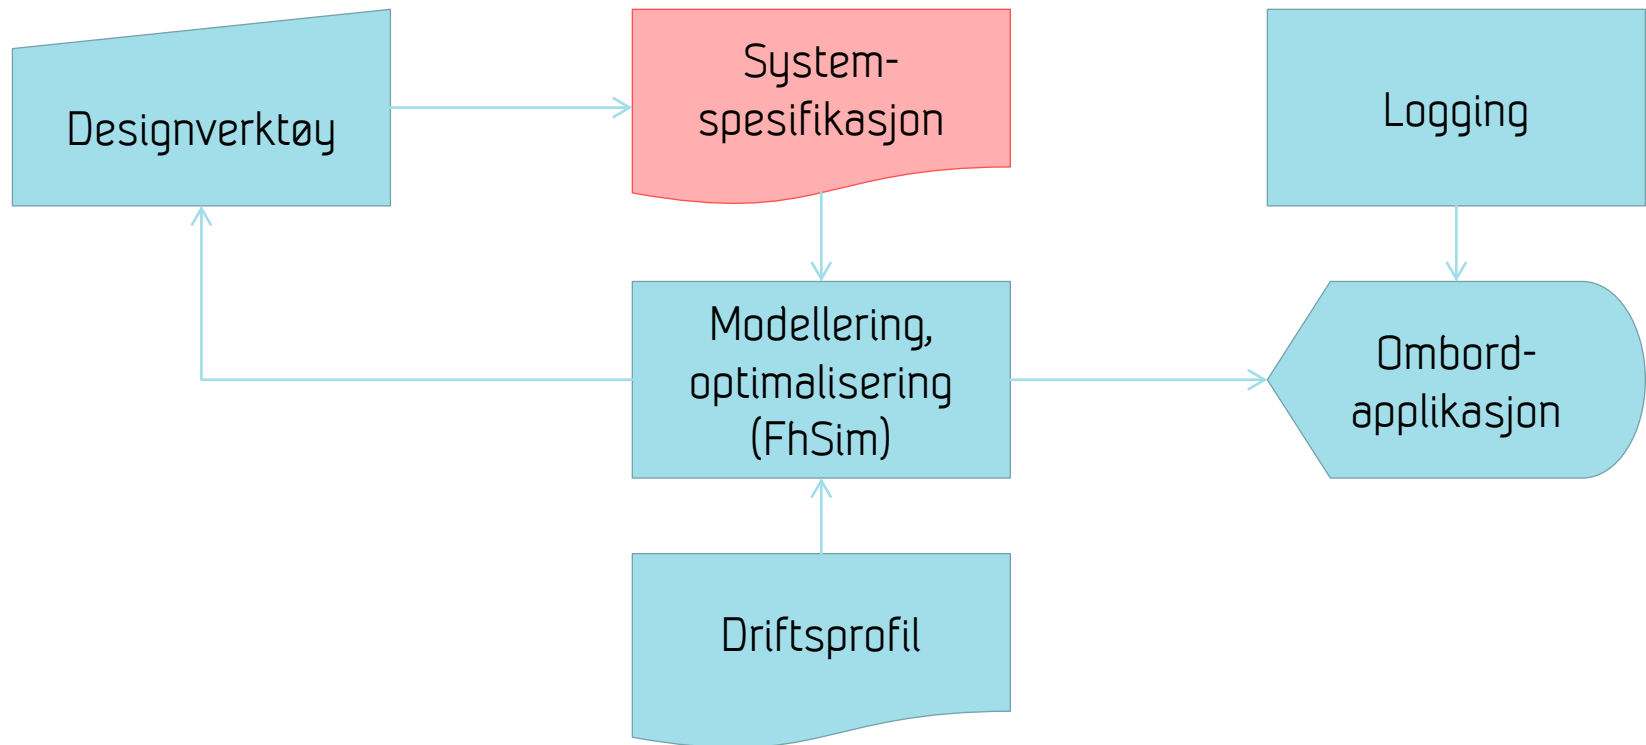 Designverktøy
System-
spesifikasjon
Logging
Modellering,
optimalisering
(FhSim)
Ombord-
applikasjon
Driftsprofil